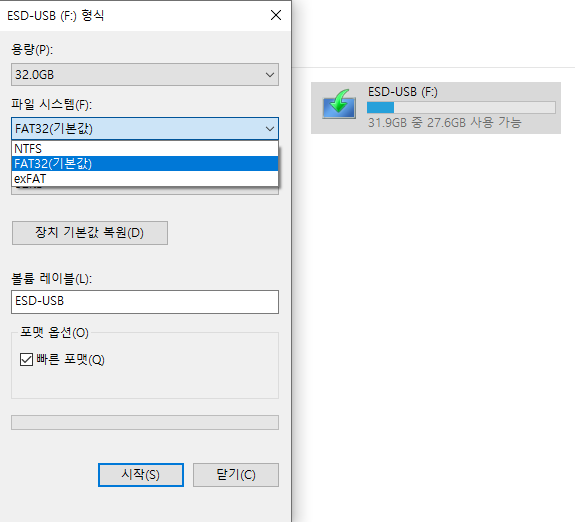 ESD-USB (F:) 형식
용량(P):
32.0GB
파일 시스템(F):
FAT32(기본값)
NTFS
FAT32(기본값)
exFAT
장치 기본값 복원(D)
볼륨 레이블(L):
ESD-USB
포맷 옵션(O)
빠른 포맷(Q)
시작(S)
닫기(C)
ESD-USB (F:)
31.9GB 중 27.6GB 사용 가능